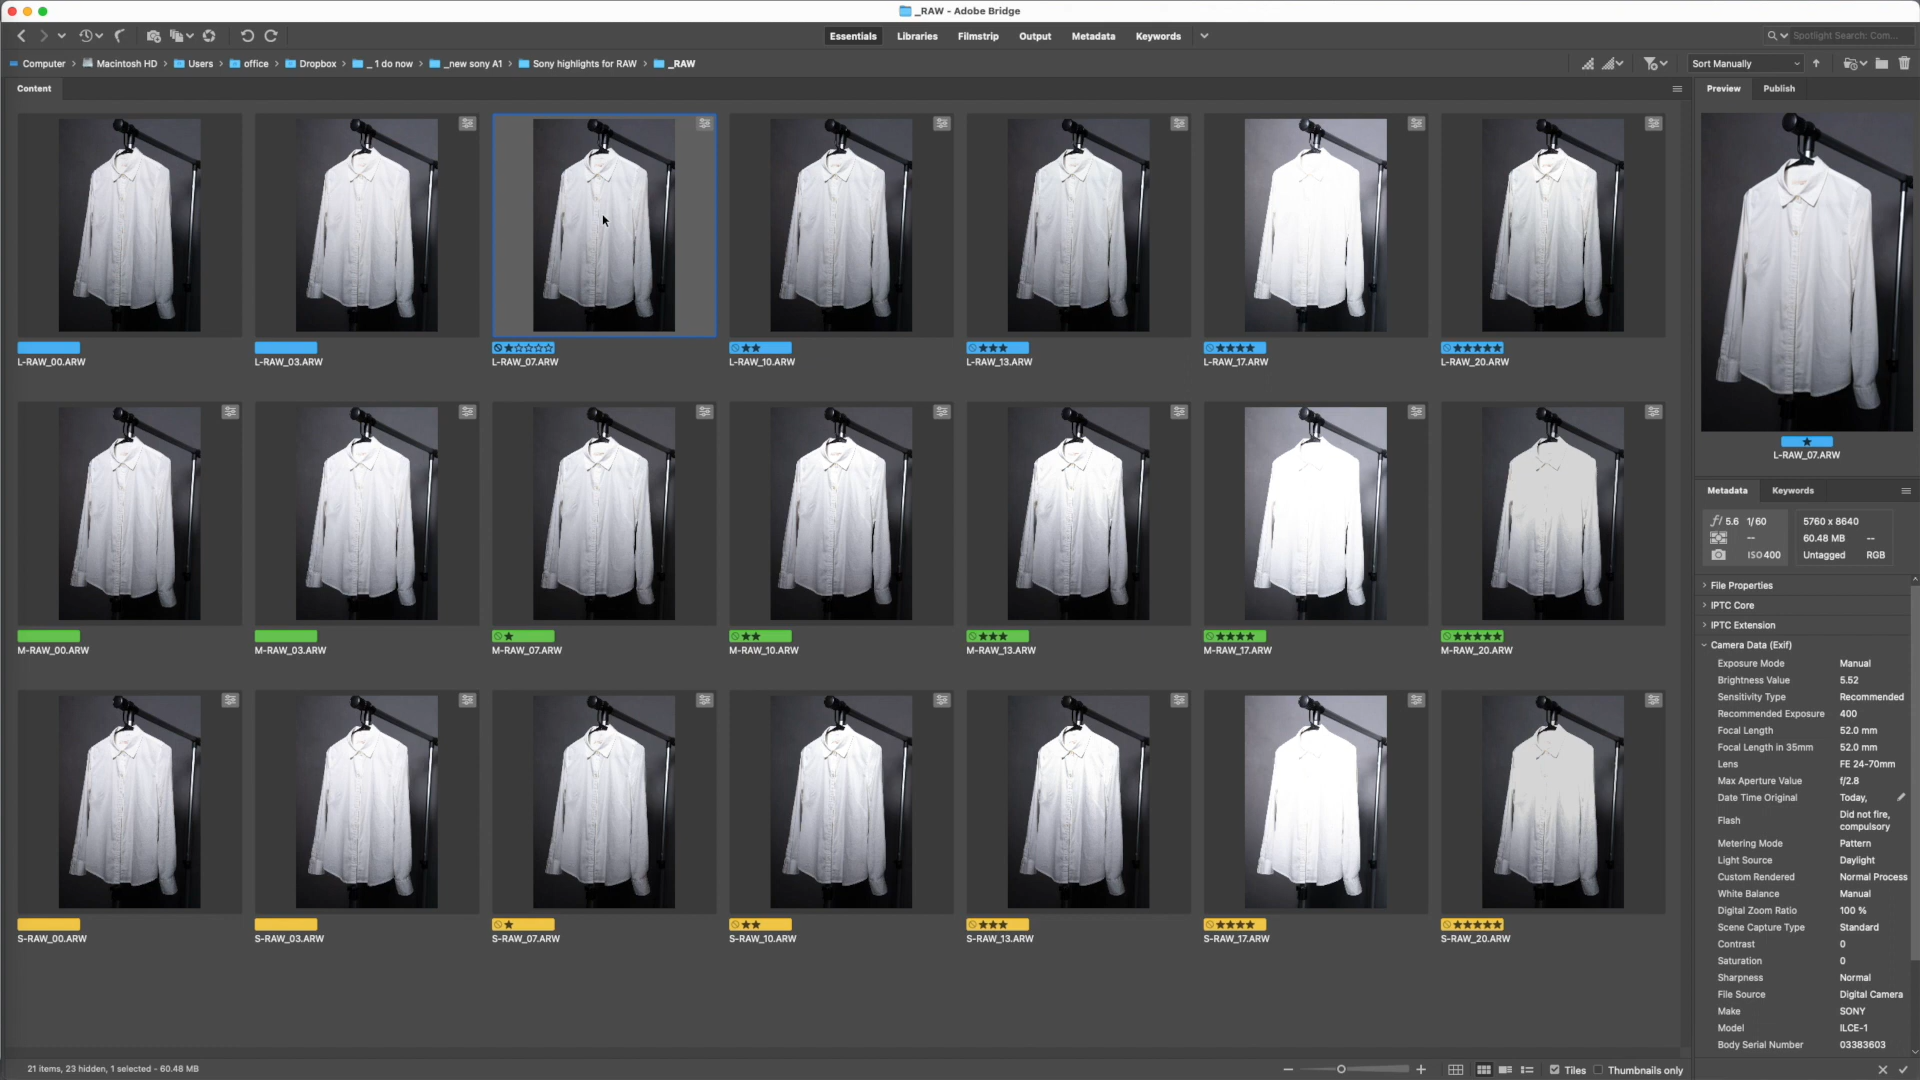 _RAW - Adobe Bridge
Essentials Libraries Filmstrip Output Metadata Keywords
Spotlight Search: Com...
Computer Macintosh HD Users office Dropbox _ 1 do now _new sony A1 Sony highlights for RAW _RAW
Sort Manually
Content
Preview Publish
L-RAW_00.ARW L-RAW_03.ARW L-RAW_07.ARW L-RAW_10.ARW L-RAW_13.ARW L-RAW_17.ARW L-RAW_20.ARW
M-RAW_00.ARW M-RAW_03.ARW M-RAW_07.ARW M-RAW_10.ARW M-RAW_13.ARW M-RAW_17.ARW M-RAW_20.ARW
S-RAW_00.ARW S-RAW_03.ARW S-RAW_07.ARW S-RAW_10.ARW S-RAW_13.ARW S-RAW_17.ARW S-RAW_20.ARW
L-RAW_07.ARW
Metadata Keywords
f/ 5.6 1/60 5760 x 8640
-- 60.48 MB --
ISO400 Untagged RGB
File Properties
IPTC Core
IPTC Extension
Camera Data (Exif)
Exposure Mode Manual
Brightness Value 5.52
Sensitivity Type Recommended
Recommended Exposure 400
Focal Length 52.0 mm
Focal Length in 35mm 52.0 mm
Lens FE 24-70mm
Max Aperture Value f/2.8
Date Time Original Today,
Flash Did not fire,
compulsory
Metering Mode Pattern
Light Source Daylight
Custom Rendered Normal Process
White Balance Manual
Digital Zoom Ratio 100 %
Scene Capture Type Standard
Contrast 0
Saturation 0
Sharpness Normal
File Source Digital Camera
Make SONY
Model ILCE-1
Body Serial Number 03383603
21 items, 23 hidden, 1 selected - 60.48 MB
Tiles Thumbnails only